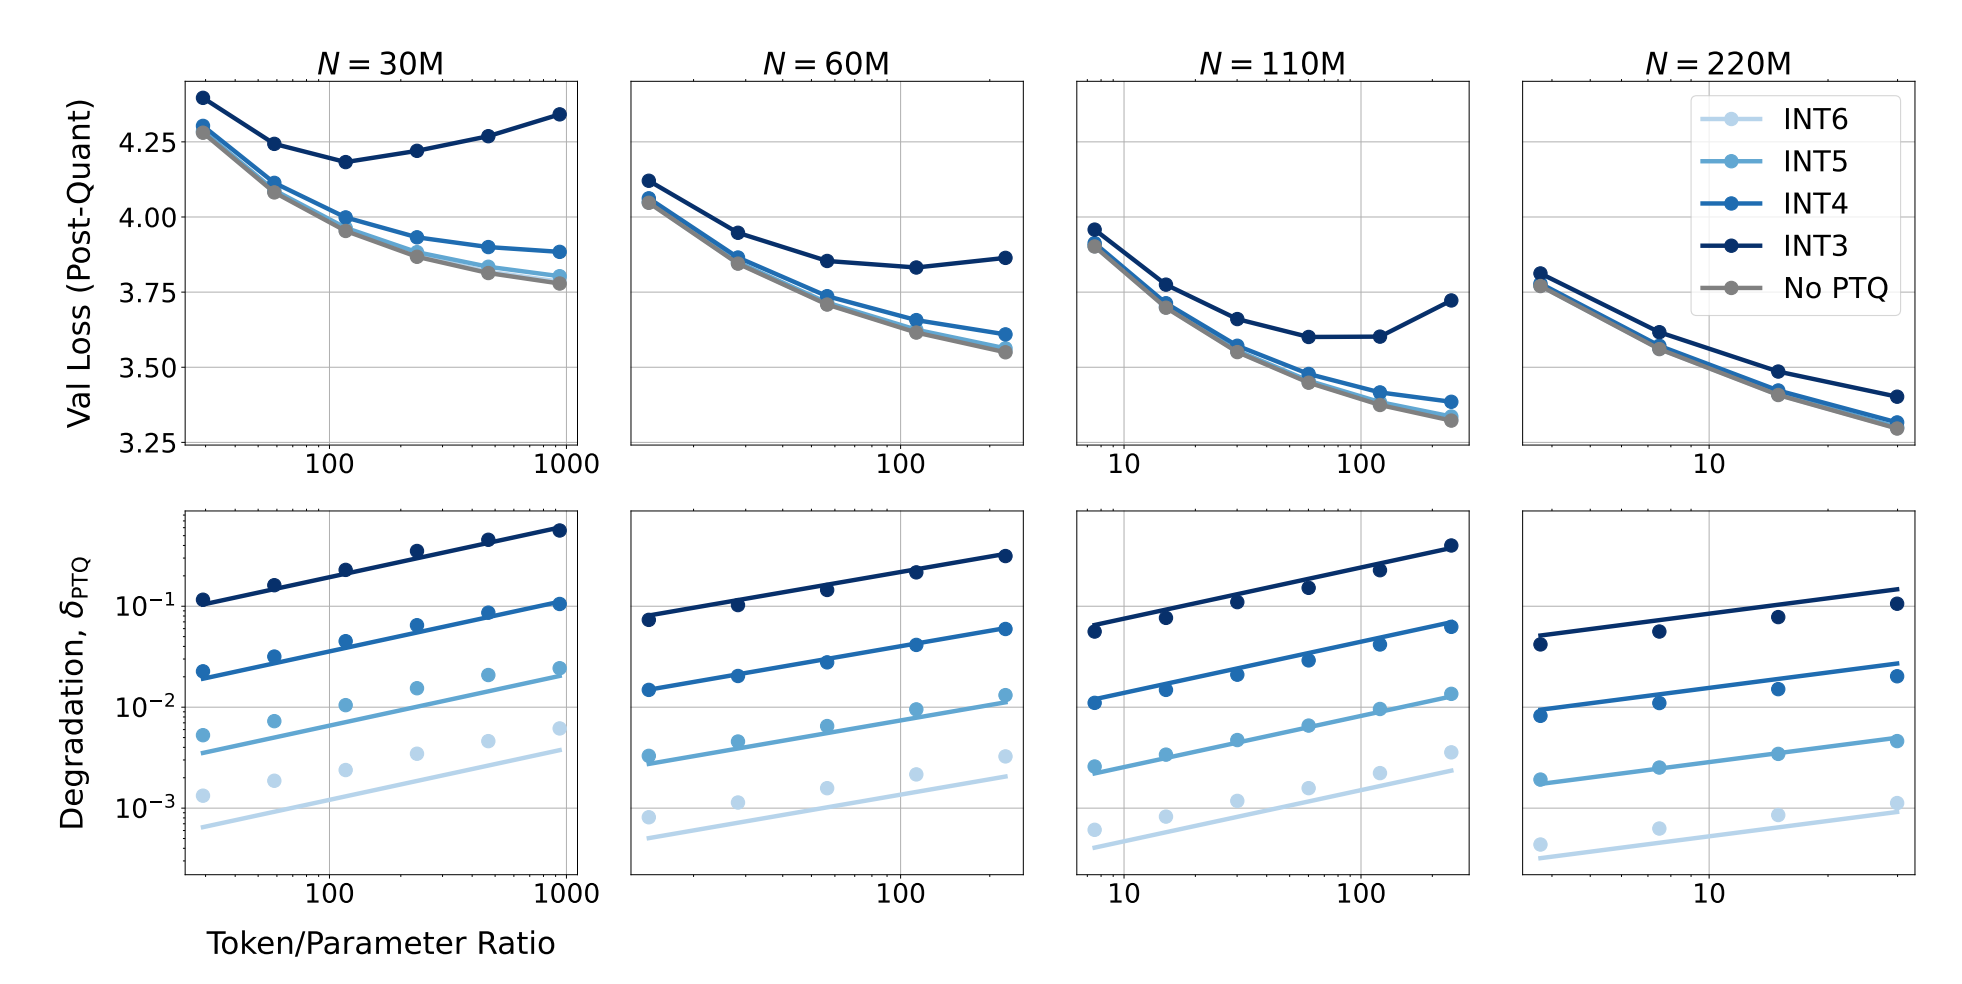 N = 30M
N = 60M
N = 110M
N = 220M
Val Loss (Post-Quant)
4.25
4.00
3.75
3.50
3.25
INT6
INT5
INT4
INT3
No PTQ
100 1000
100
10 100
10
Degradation, δPTQ
10⁻¹
10⁻²
10⁻³
100 1000
100
10 100
10
Token/Parameter Ratio